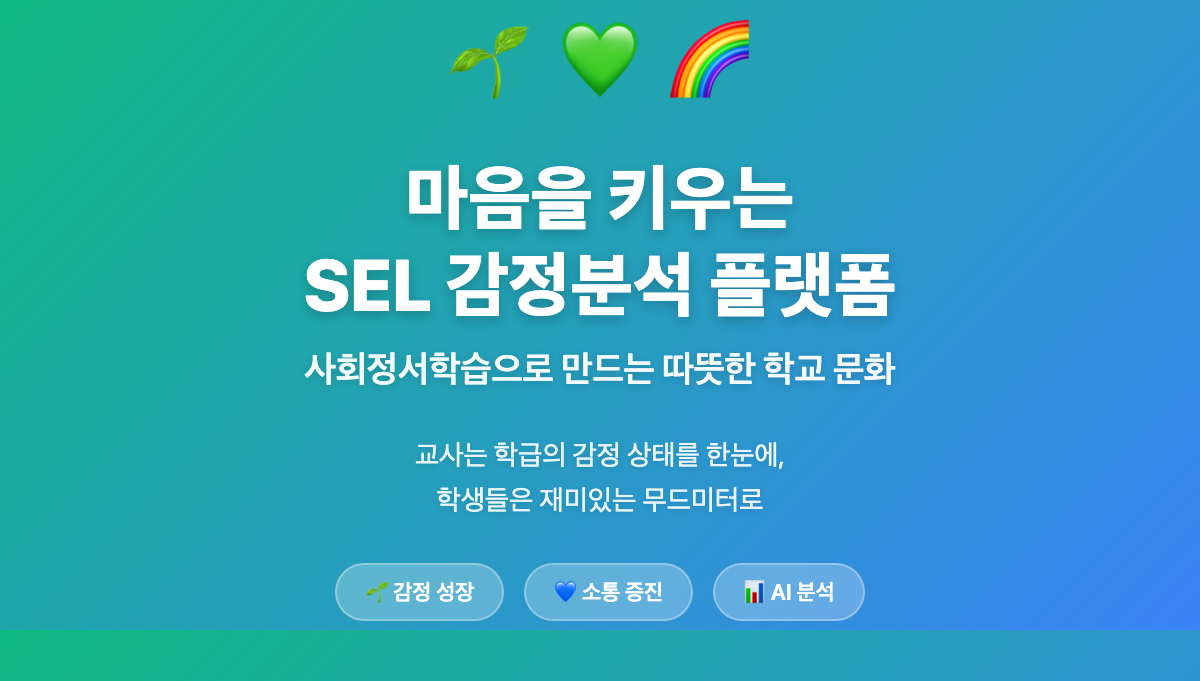 마음을 키우는
SEL 감정분석 플랫폼
사회정서학습으로 만드는 따뜻한 학교 문화
교사는 학급의 감정 상태를 한눈에,
학생들은 재미있는 무드미터로
🌱 감정 성장
💙 소통 증진
📊 AI 분석